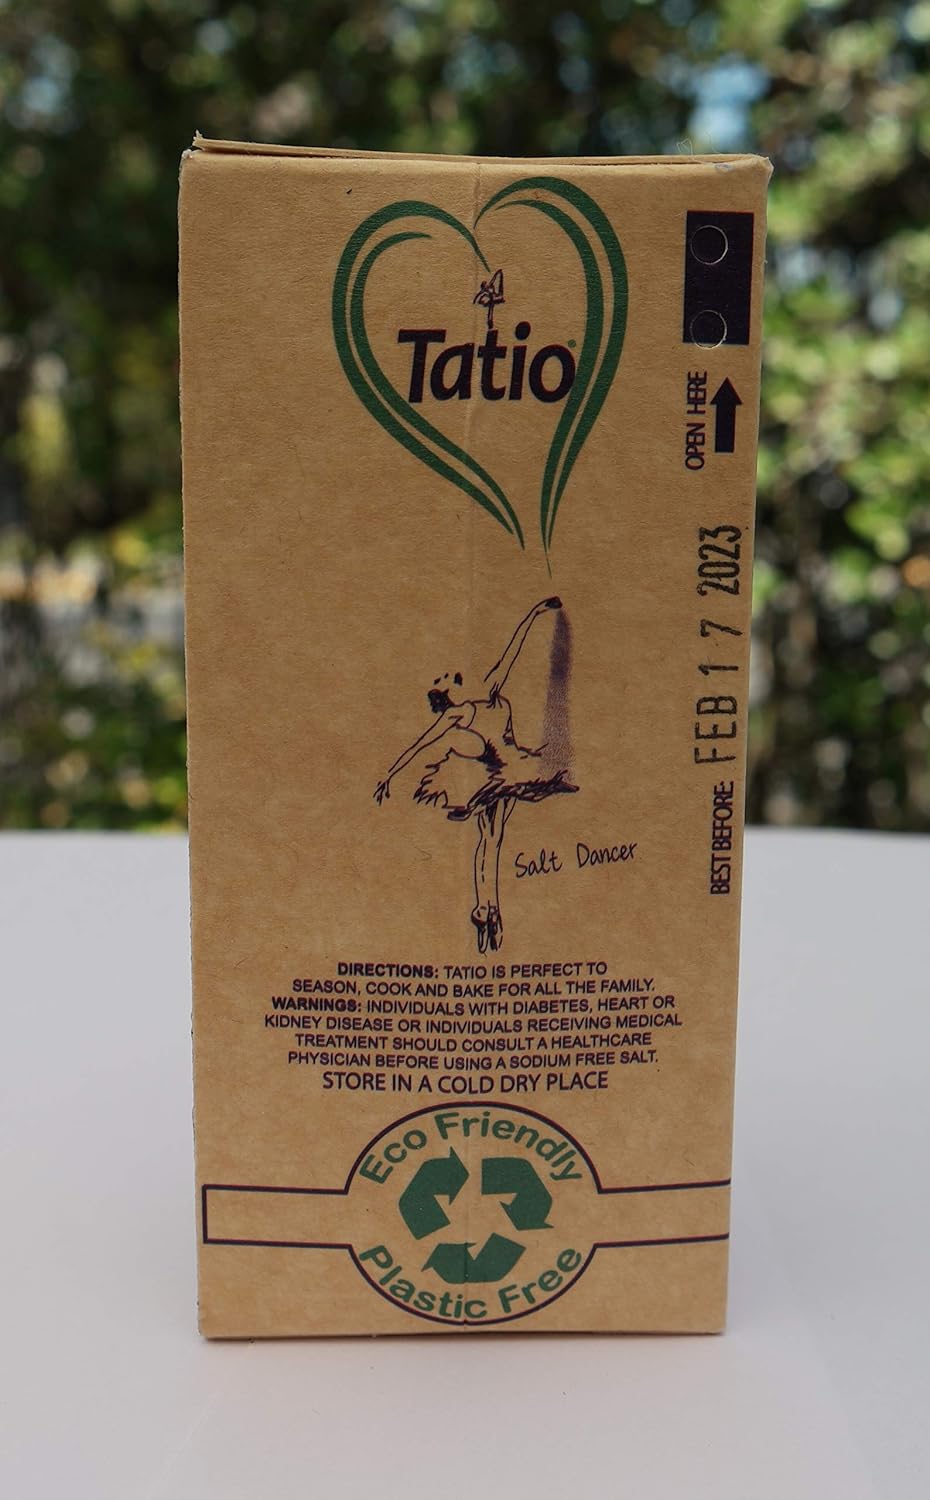 Tatio®
OPEN HERE
BEST BEFORE: FEB 17 2023
Salt Dancer
DIRECTIONS: TATIO IS PERFECT TO
SEASON, COOK AND BAKE FOR ALL THE FAMILY.
WARNINGS: INDIVIDUALS WITH DIABETES, HEART OR
KIDNEY DISEASE OR INDIVIDUALS RECEIVING MEDICAL
TREATMENT SHOULD CONSULT A HEALTHCARE
PHYSICIAN BEFORE USING A SODIUM FREE SALT.
STORE IN A COLD DRY PLACE
Eco Friendly
Plastic Free